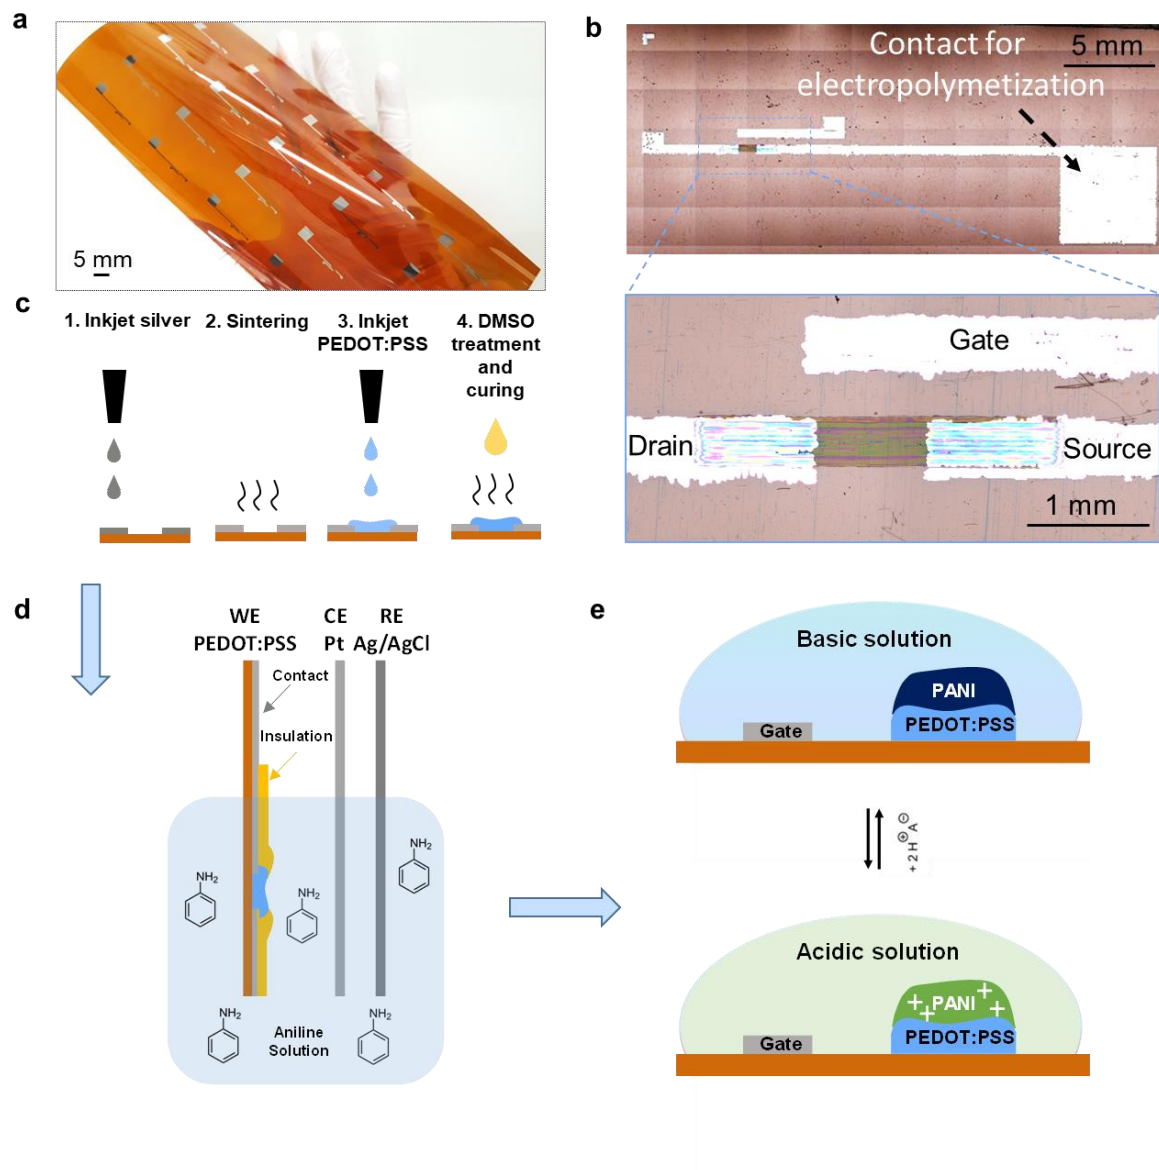 a
5 mm
b
Contact for
electropolymetization
5 mm
Gate
Drain
Source
1 mm
c
1. Inkjet silver
2. Sintering
3. Inkjet
PEDOT:PSS
4. DMSO
treatment
and
curing
d
WE
PEDOT:PSS
CE
Pt
RE
Ag/AgCl
Contact
Insulation
NH2
NH2
NH2
NH2
NH2
Aniline
Solution
e
Basic solution
PANI
PEDOT:PSS
Gate
+ 2 H⊕ A⊖
Acidic solution
PANI
PEDOT:PSS
Gate